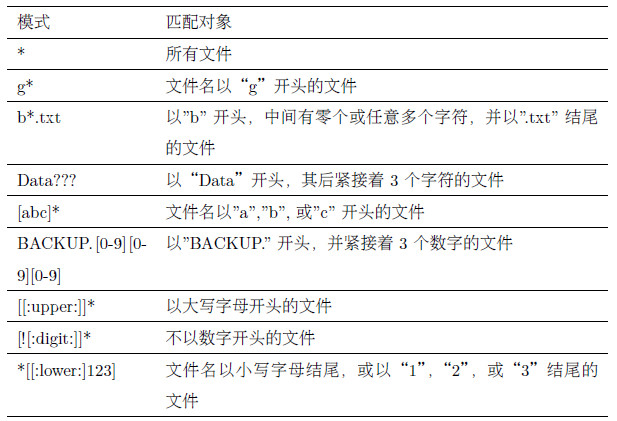 模式 匹配对象
* 所有文件
g* 文件名以“g”开头的文件
b*.txt 以”b” 开头，中间有零个或任意多个字符，并以”.txt” 结尾
的文件
Data??? 以“Data”开头，其后紧接着 3 个字符的文件
[abc]* 文件名以”a”,”b”, 或”c” 开头的文件
BACKUP.[0-9][0- 以”BACKUP.” 开头，并紧接着 3 个数字的文件
9][0-9]
[[:upper:]]* 以大写字母开头的文件
[![:digit:]]* 不以数字开头的文件
*[[:lower:]123] 文件名以小写字母结尾，或以“1”，“2”，或“3”结尾的
文件